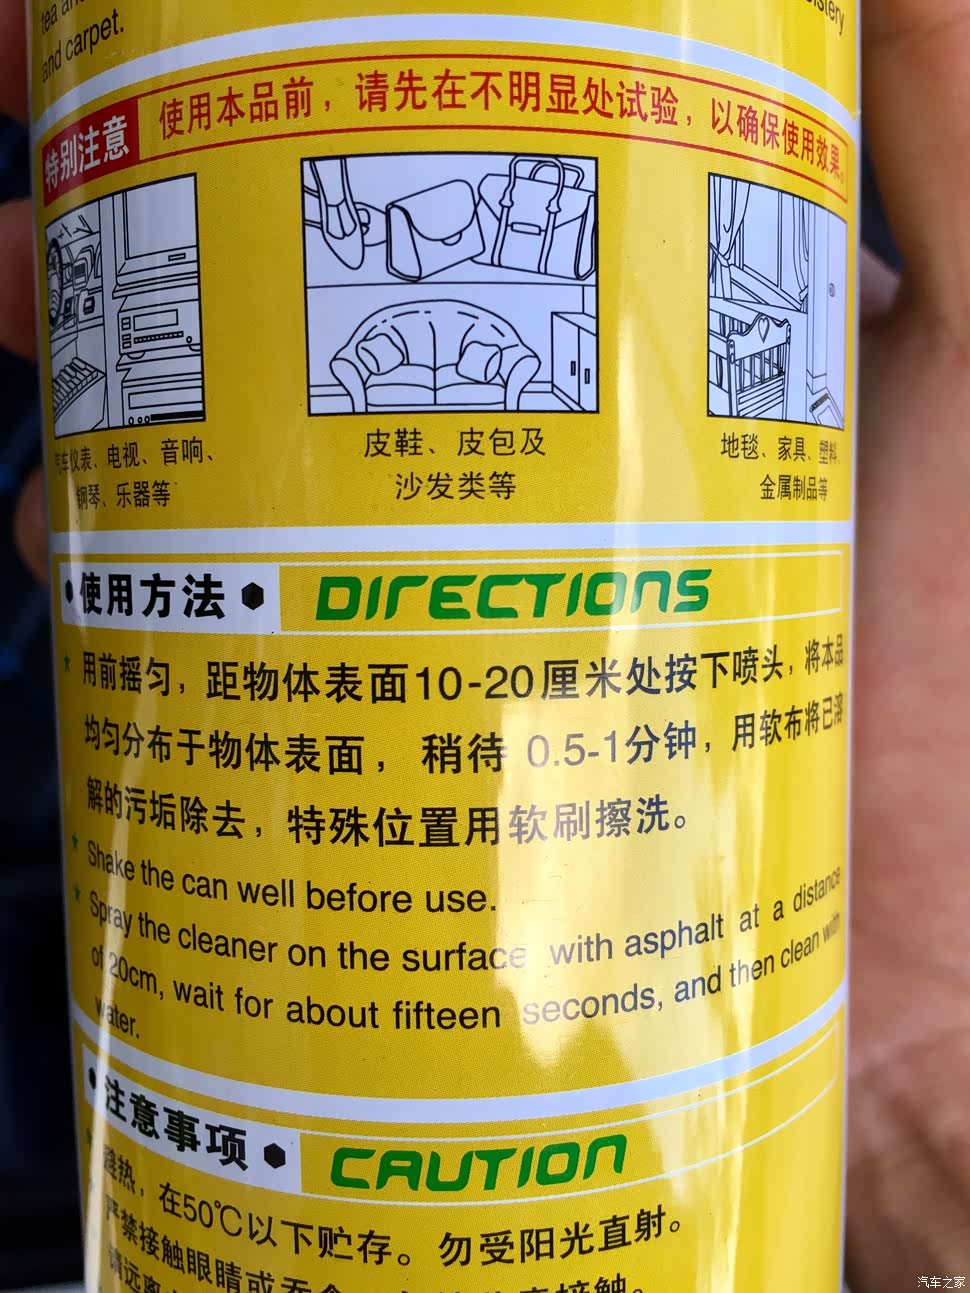 and carpet.
特别注意 使用本品前，请先在不明显处试验，以确保使用效果。
车仪表、电视、音响、
钢琴、乐器等
皮鞋、皮包及
沙发类等
地毯、家具、塑料、
金属制品等
使用方法 DIRECTIONS
用前摇匀，距物体表面10-20厘米处按下喷头，将本品
均匀分布于物体表面，稍待 0.5-1分钟，用软布将已溶
解的污垢除去，特殊位置用软刷擦洗。
Shake the can well before use.
Spray the cleaner on the surface with asphalt at a distance
of 20cm, wait for about fifteen seconds, and then clean with
water.
注意事项 CAUTION
避热，在50℃以下贮存。勿受阳光直射。
严禁接触眼睛或吞食
请远离
接触。
汽车之家